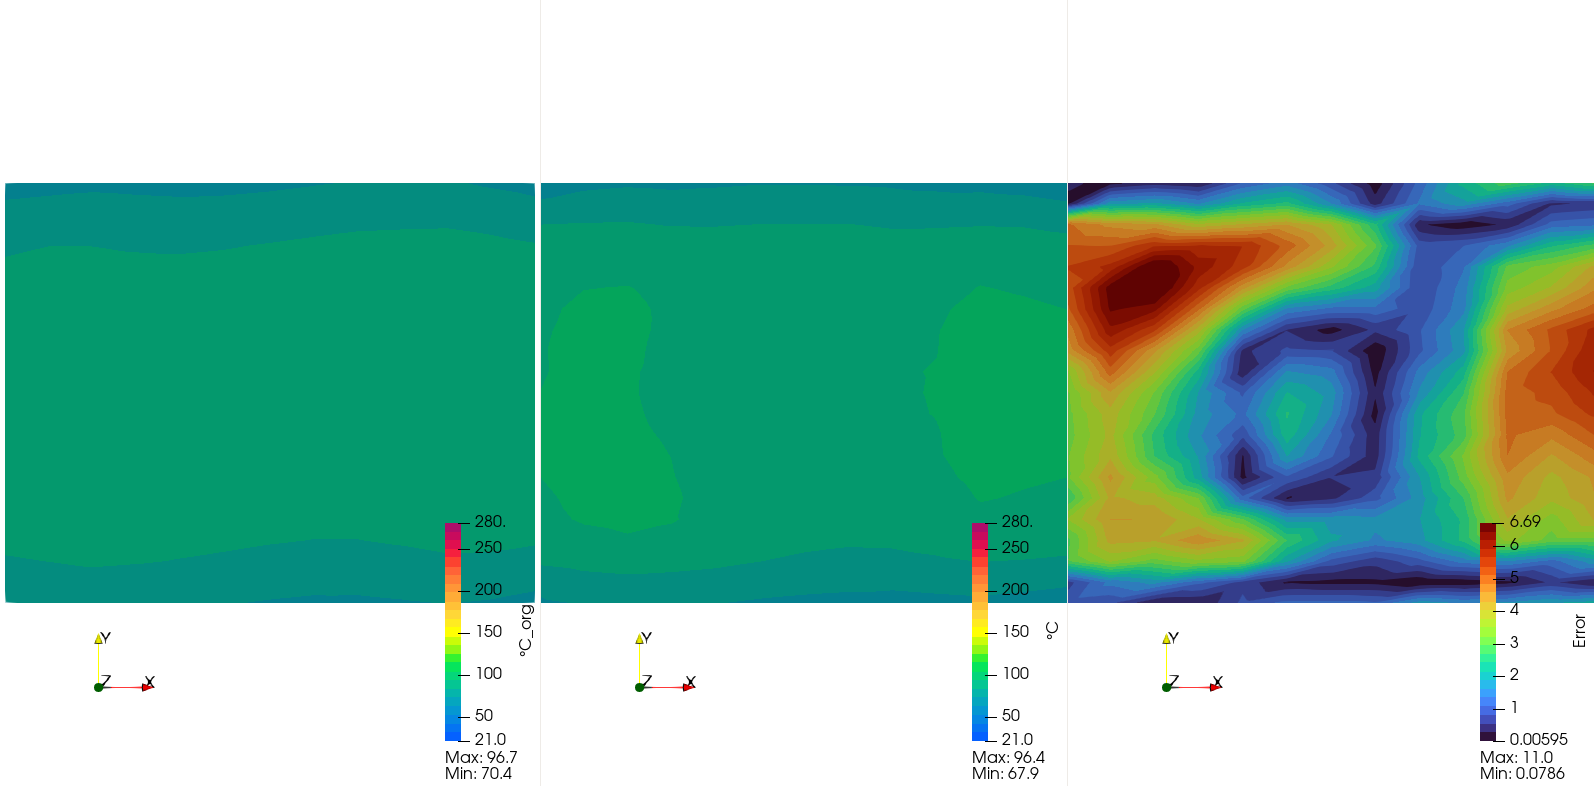 280.
250
200
150
100
50
21.0
°C_org
Max: 96.7
Min: 70.4
Y
Z
X
280.
250
200
150
100
50
21.0
°C
Max: 96.4
Min: 67.9
Y
Z
X
6.69
6
5
4
3
2
1
0.00595
Error
Max: 11.0
Min: 0.0786
Y
Z
X